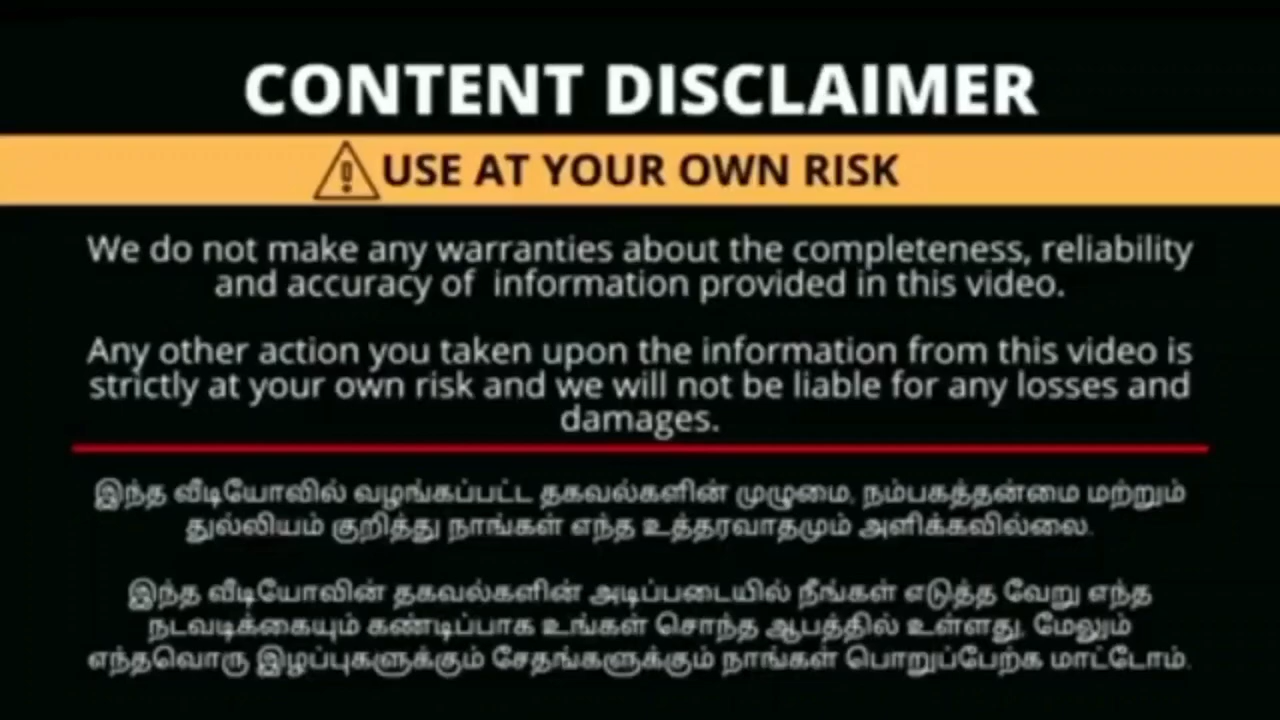 CONTENT DISCLAIMER
USE AT YOUR OWN RISK
We do not make any warranties about the completeness, reliability
and accuracy of information provided in this video.
Any other action you taken upon the information from this video is
strictly at your own risk and we will not be liable for any losses and
damages.
இந்த வீடியோவில் வழங்கப்பட்ட தகவல்களின் முழுமை, நம்பகத்தன்மை மற்றும்
துல்லியம் குறித்து நாங்கள் எந்த உத்தரவாதமும் அளிக்கவில்லை.
இந்த வீடியோவின் தகவல்களின் அடிப்படையில் நீங்கள் எடுத்த வேறு எந்த
நடவடிக்கையும் கண்டிப்பாக உங்கள் சொந்த ஆபத்தில் உள்ளது, மேலும்
எந்தவொரு இழப்புகளுக்கும் சேதங்களுக்கும் நாங்கள் பொறுப்பேற்க மாட்டோம்.